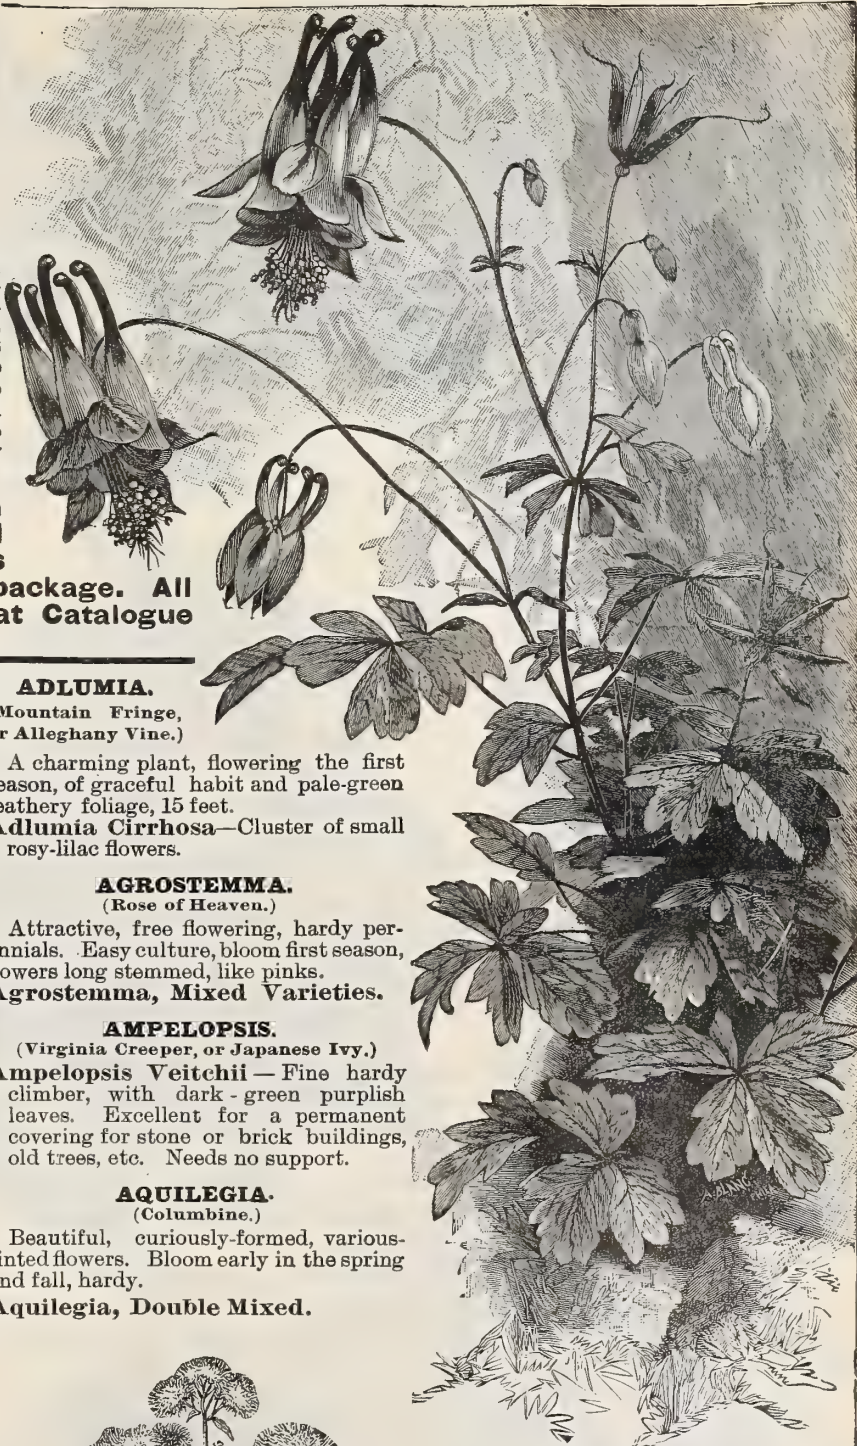 package. All
at Catalogue
ADLUMIA.
Mountain Fringe,
r Alleghany Vine.)
A charming plant, flowering the first
eason, of graceful habit and pale-green
eathery foliage, 15 feet.
Adlumia Cirrhosa—Cluster of small
rosy-lilac flowers.
AGROSTEMMA.
(Rose of Heaven.)
Attractive, free flowering, hardy per-
nnials. Easy culture, bloom first season,
owers long stemmed, like pinks.
Agrostemma, Mixed Varieties.
AMPELOPSIS.
(Virginia Creeper, or Japanese Ivy.)
Ampelopsis Veitchii — Fine hardy
climber, with dark-green purplish
leaves. Excellent for a permanent
covering for stone or brick buildings,
old trees, etc. Needs no support.
AQUILEGIA.
(Columbine.)
Beautiful, curiously-formed, various-
inted flowers. Bloom early in the spring
nd fall, hardy.
Aquilegia, Double Mixed.
A. BLANC